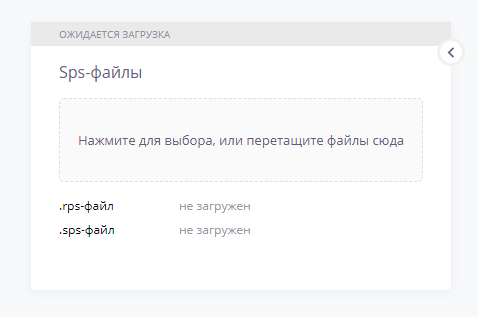 ОЖИДАЕТСЯ ЗАГРУЗКА
Sps-файлы
Нажмите для выбора, или перетащите файлы сюда
.rps-файл не загружен
.sps-файл не загружен